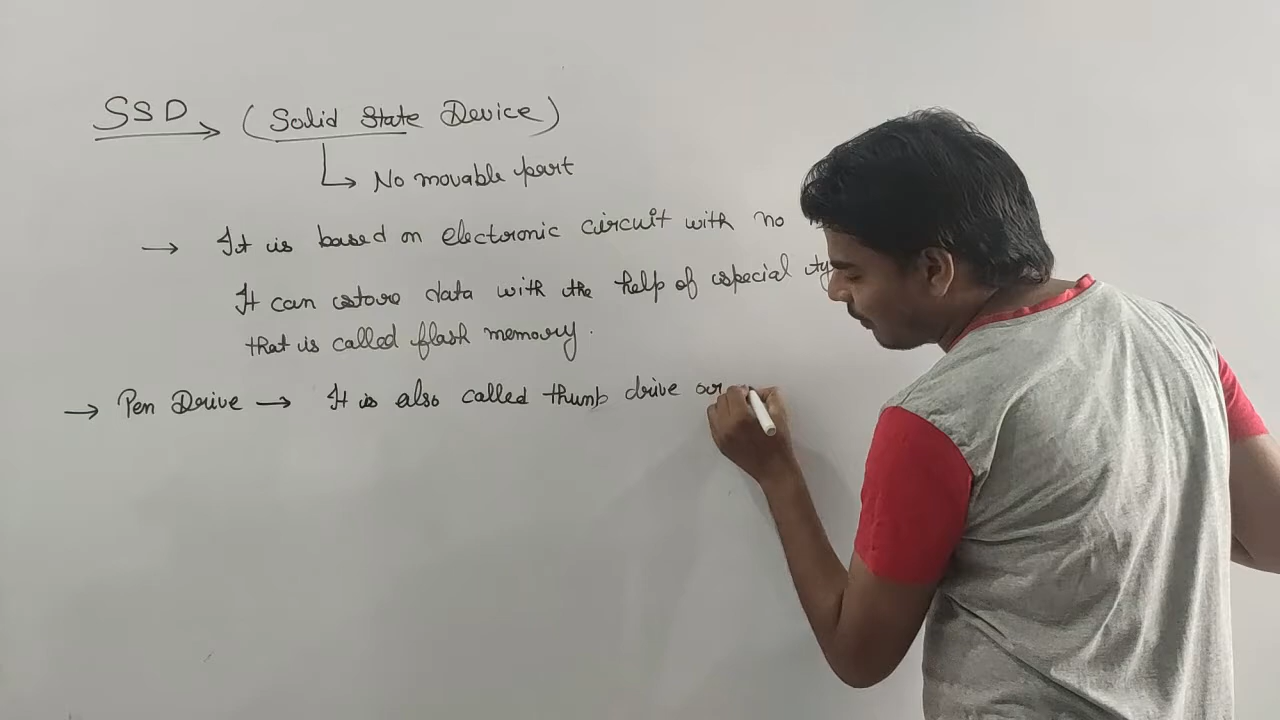 SSD → (Solid State Device)
↳ No movable part
→ It is based on electronic circuit with no
It can store data with the help of special ty
that is called flash memory.
→ Pen Drive → It is also called thumb drive or